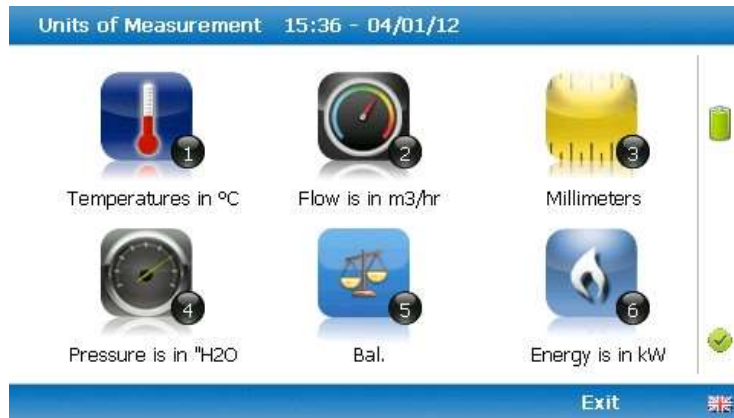 Units of Measurement 15:36 - 04/01/12
1
2
3
Temperatures in ºC
Flow is in m3/hr
Millimeters
4
5
6
Pressure is in "H2O
Bal.
Energy is in kW
Exit